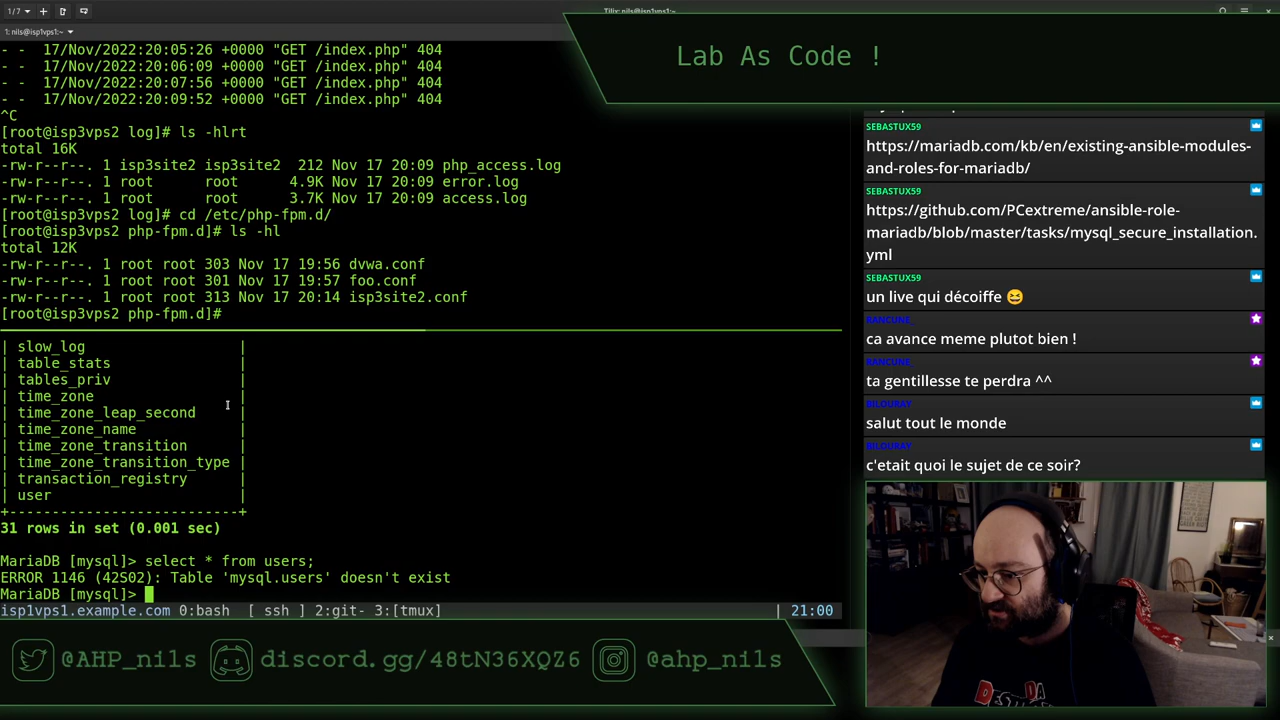 1/7
Tilix: nils@isp1vps1:~
1: nils@isp1vps1:~
- -  17/Nov/2022:20:05:26 +0000 "GET /index.php" 404
- -  17/Nov/2022:20:06:09 +0000 "GET /index.php" 404
- -  17/Nov/2022:20:07:56 +0000 "GET /index.php" 404
- -  17/Nov/2022:20:09:52 +0000 "GET /index.php" 404
^C
[root@isp3vps2 log]# ls -hlrt
total 16K
-rw-r--r--. 1 isp3site2 isp3site2  212 Nov 17 20:09 php_access.log
-rw-r--r--. 1 root      root      4.9K Nov 17 20:09 error.log
-rw-r--r--. 1 root      root      3.7K Nov 17 20:09 access.log
[root@isp3vps2 log]# cd /etc/php-fpm.d/
[root@isp3vps2 php-fpm.d]# ls -hl
total 12K
-rw-r--r--. 1 root root 303 Nov 17 19:56 dvwa.conf
-rw-r--r--. 1 root root 301 Nov 17 19:57 foo.conf
-rw-r--r--. 1 root root 313 Nov 17 20:14 isp3site2.conf
[root@isp3vps2 php-fpm.d]#
| slow_log                  |
| table_stats               |
| tables_priv               |
| time_zone                 |
| time_zone_leap_second     |
| time_zone_name            |
| time_zone_transition      |
| time_zone_transition_type |
| transaction_registry      |
| user                      |
+---------------------------+
31 rows in set (0.001 sec)
MariaDB [mysql]> select * from users;
ERROR 1146 (42S02): Table 'mysql.users' doesn't exist
MariaDB [mysql]>
isp1vps1.example.com 0:bash  [ ssh ] 2:git- 3:[tmux] | 21:00
Lab As Code !
SEBASTUX59
https://mariadb.com/kb/en/existing-ansible-modules-
and-roles-for-mariadb/
SEBASTUX59
https://github.com/PCextreme/ansible-role-
mariadb/blob/master/tasks/mysql_secure_installation.
yml
SEBASTUX59
un live qui décoiffe 😆
RANCUNE_
ca avance meme plutot bien !
RANCUNE_
ta gentillesse te perdra ^^
BILOURAY
salut tout le monde
BILOURAY
c'etait quoi le sujet de ce soir?
@AHP_nils discord.gg/48tN36XQZ6 @ahp_nils